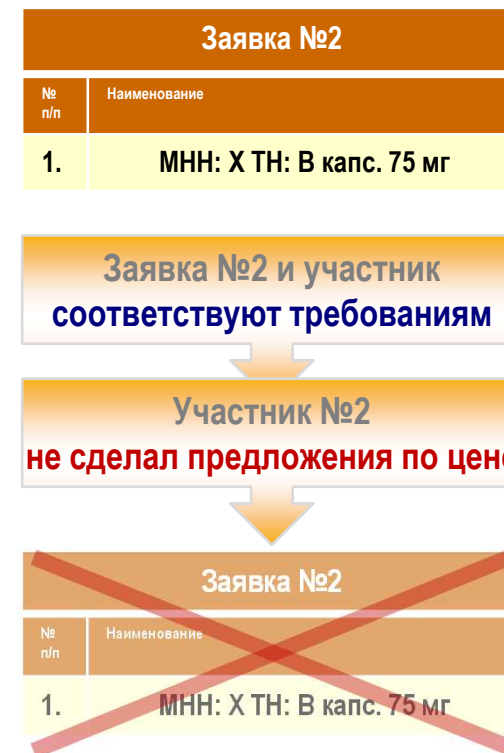 Заявка №2
№ Наименование
п/п
1. МНН: X ТН: В капс. 75 мг
Заявка №2 и участник
соответствуют требованиям
Участник №2
не сделал предложения по цене
Заявка №2
№ Наименование
п/п
1. МНН: X ТН: В капс. 75 мг